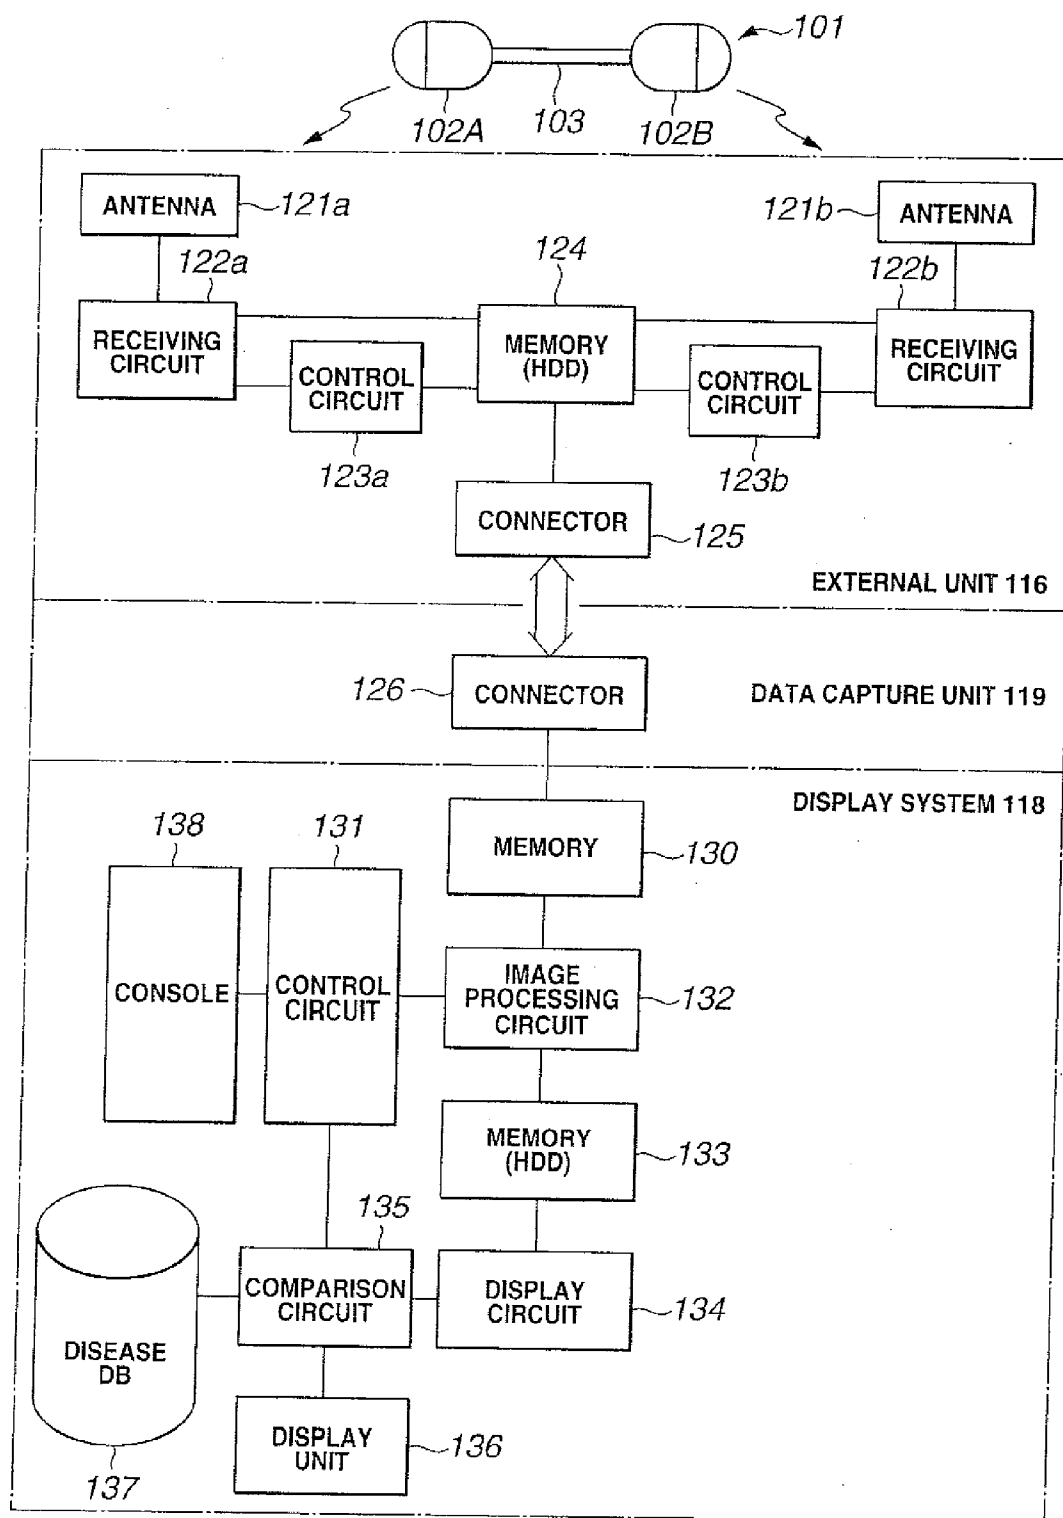 101
102A
103
102B
ANTENNA
121a
121b
ANTENNA
122a
124
122b
RECEIVING
CIRCUIT
CONTROL
CIRCUIT
MEMORY
(HDD)
CONTROL
CIRCUIT
RECEIVING
CIRCUIT
123a
123b
CONNECTOR
125
EXTERNAL UNIT 116
126
CONNECTOR
DATA CAPTURE UNIT 119
DISPLAY SYSTEM 118
138
131
MEMORY
130
CONSOLE
CONTROL
CIRCUIT
IMAGE
PROCESSING
CIRCUIT
132
MEMORY
(HDD)
133
135
COMPARISON
CIRCUIT
DISPLAY
CIRCUIT
134
DISEASE
DB
137
DISPLAY
UNIT
136